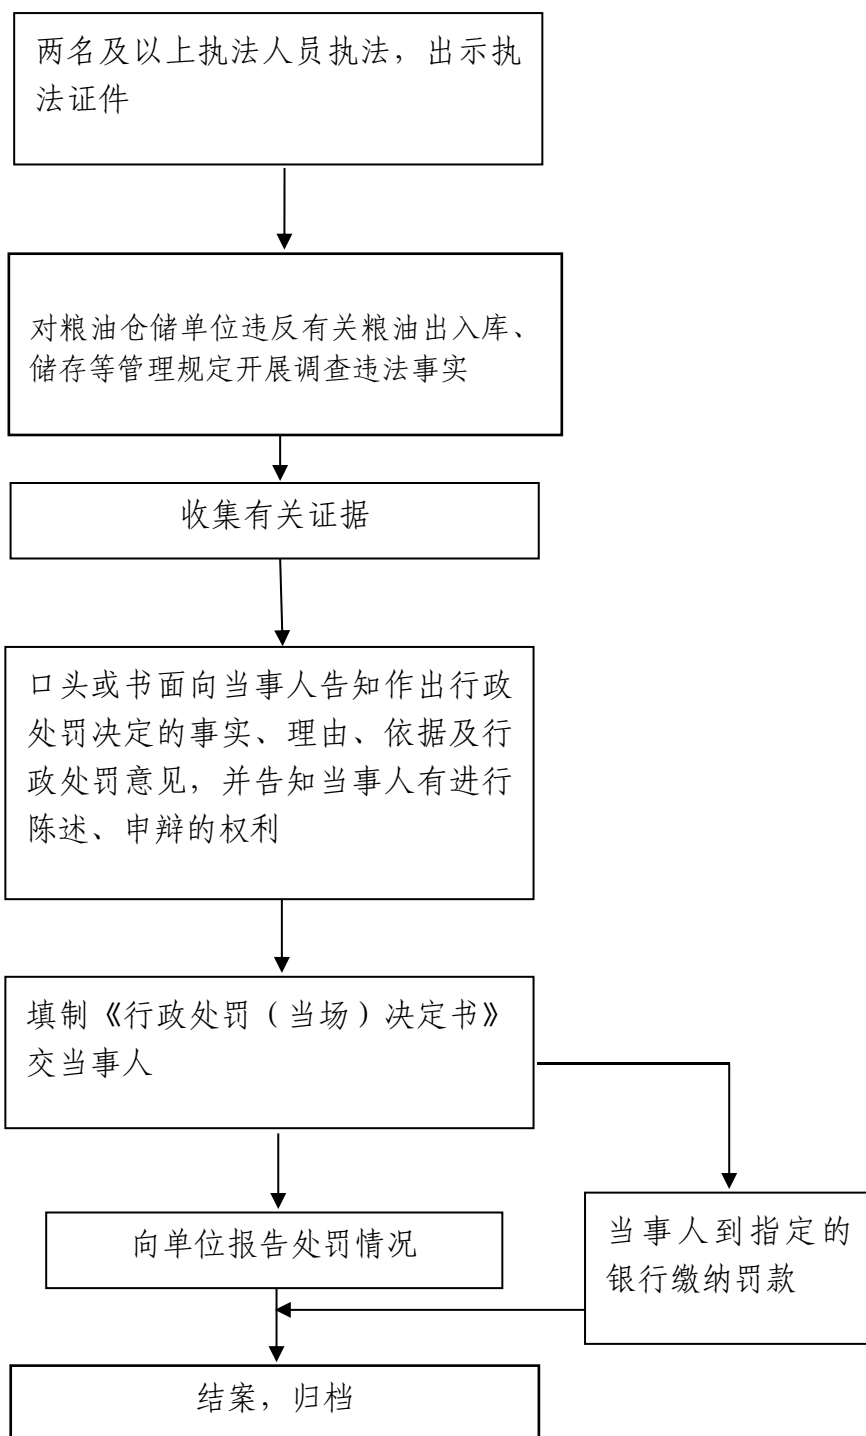 两名及以上执法人员执法，出示执
法证件
对粮油仓储单位违反有关粮油出入库、
储存等管理规定开展调查违法事实
收集有关证据
口头或书面向当事人告知作出行政
处罚决定的事实、理由、依据及行
政处罚意见，并告知当事人有进行
陈述、申辩的权利
填制《行政处罚（当场）决定书》
交当事人
向单位报告处罚情况
当事人到指定的
银行缴纳罚款
结案，归档